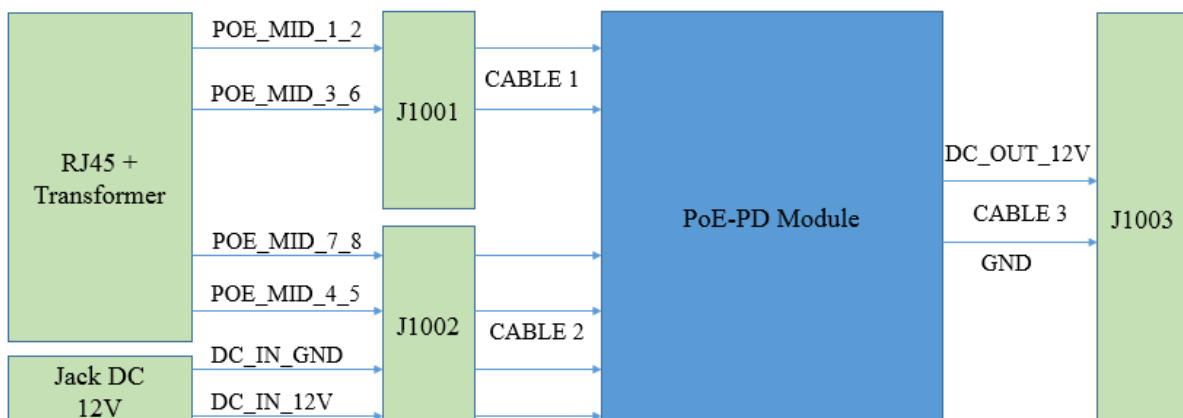 POE_MID_1_2
CABLE 1
POE_MID_3_6
J1001
RJ45 +
Transformer
DC_OUT_12V
PoE-PD Module
CABLE 3
J1003
POE_MID_7_8
GND
POE_MID_4_5
J1002
CABLE 2
DC_IN_GND
Jack DC
12V
DC_IN_12V